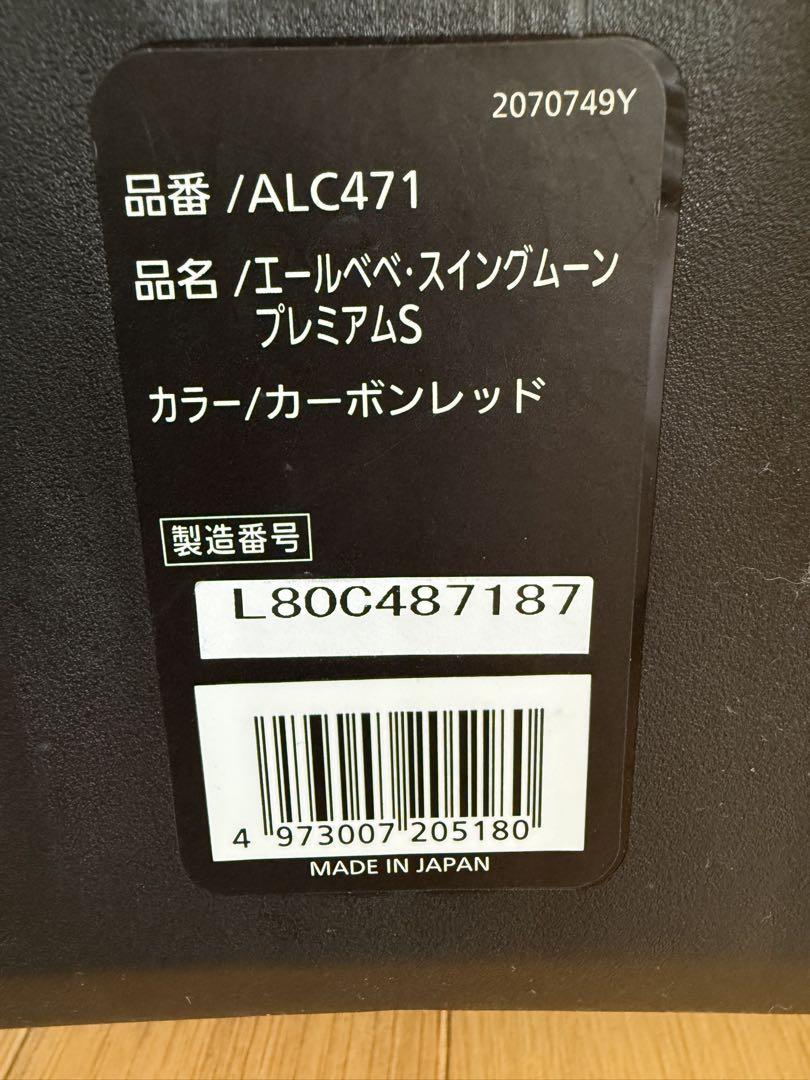 2070749Y
品番 /ALC471
品名 /エールベベ・スイングムーン
プレミアムS
カラー/カーボンレッド
製造番号
L80C487187
4 973007 205180
MADE IN JAPAN